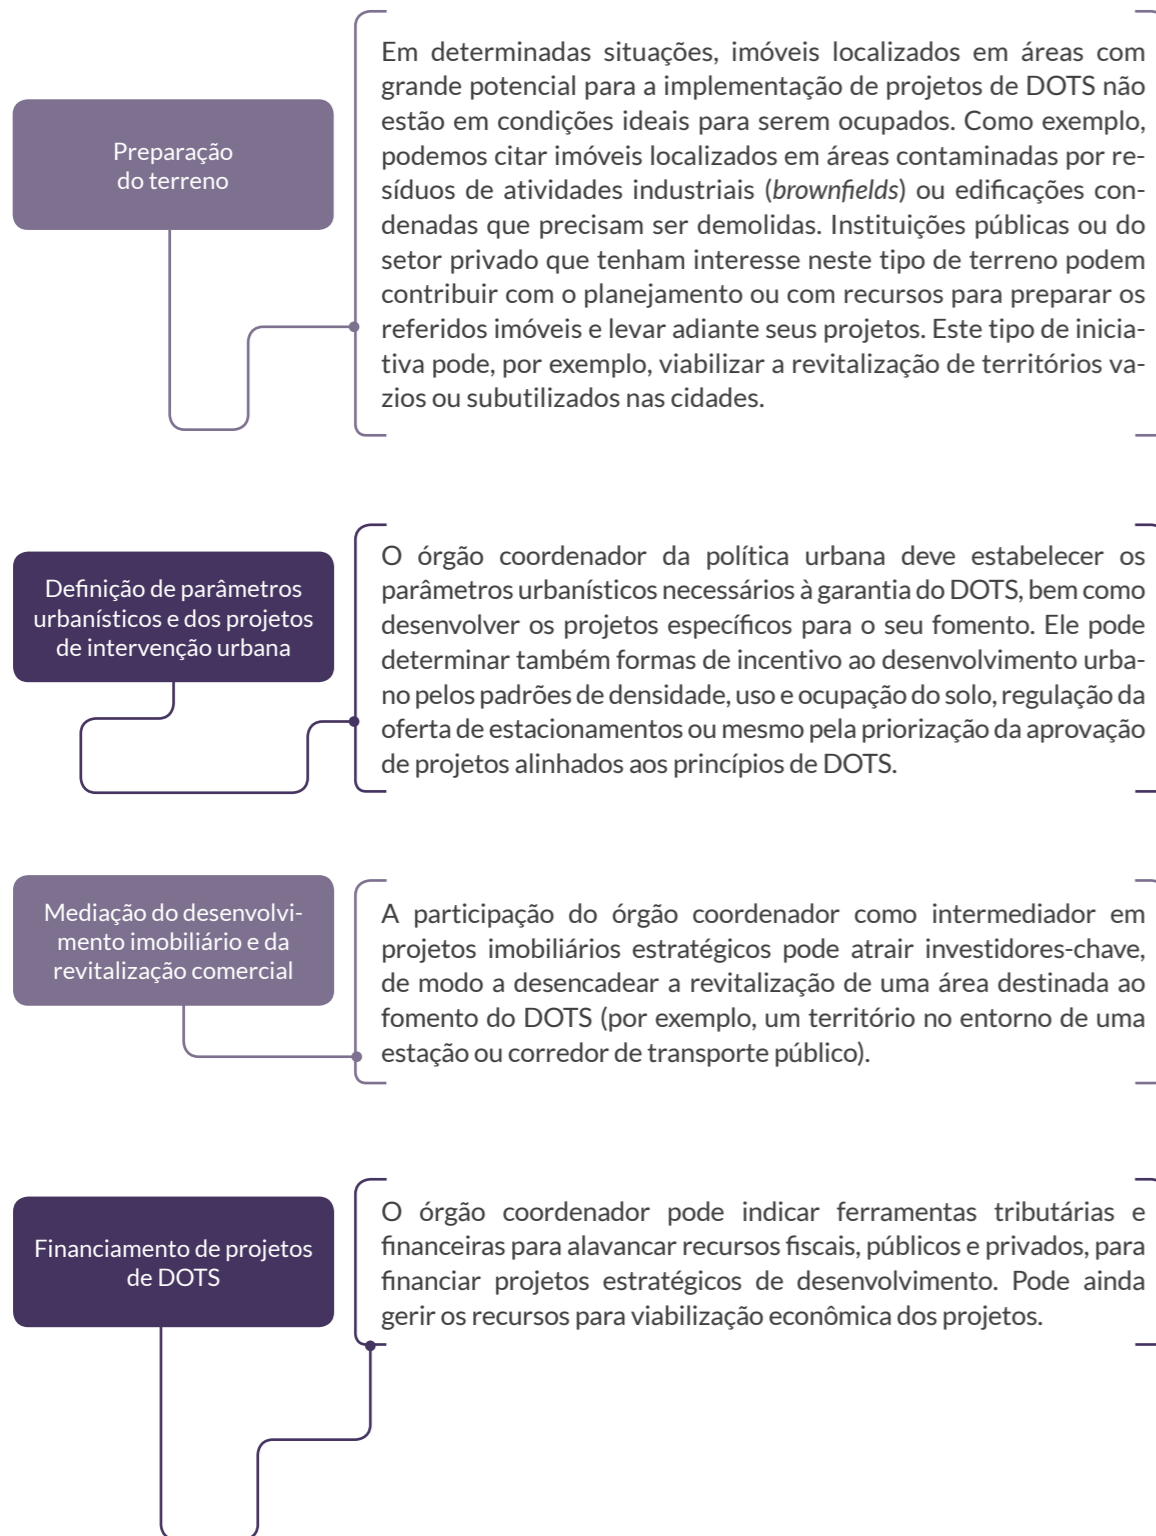 Preparação
do terreno
Em determinadas situações, imóveis localizados em áreas com
grande potencial para a implementação de projetos de DOTS não
estão em condições ideais para serem ocupados. Como exemplo,
podemos citar imóveis localizados em áreas contaminadas por re-
síduos de atividades industriais (brownfields) ou edificações con-
denadas que precisam ser demolidas. Instituições públicas ou do
setor privado que tenham interesse neste tipo de terreno podem
contribuir com o planejamento ou com recursos para preparar os
referidos imóveis e levar adiante seus projetos. Este tipo de inicia-
tiva pode, por exemplo, viabilizar a revitalização de territórios va-
zios ou subutilizados nas cidades.
Definição de parâmetros
urbanísticos e dos projetos
de intervenção urbana
O órgão coordenador da política urbana deve estabelecer os
parâmetros urbanísticos necessários à garantia do DOTS, bem como
desenvolver os projetos específicos para o seu fomento. Ele pode
determinar também formas de incentivo ao desenvolvimento urba-
no pelos padrões de densidade, uso e ocupação do solo, regulação da
oferta de estacionamentos ou mesmo pela priorização da aprovação
de projetos alinhados aos princípios de DOTS.
Mediação do desenvolvi-
mento imobiliário e da
revitalização comercial
A participação do órgão coordenador como intermediador em
projetos imobiliários estratégicos pode atrair investidores-chave,
de modo a desencadear a revitalização de uma área destinada ao
fomento do DOTS (por exemplo, um território no entorno de uma
estação ou corredor de transporte público).
Financiamento de projetos
de DOTS
O órgão coordenador pode indicar ferramentas tributárias e
financeiras para alavancar recursos fiscais, públicos e privados, para
financiar projetos estratégicos de desenvolvimento. Pode ainda
gerir os recursos para viabilização econômica dos projetos.